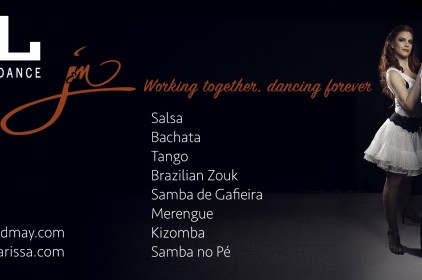 L
DANCE
jm
Working together, dancing forever
Salsa
Bachata
Tango
Brazilian Zouk
Samba de Gafieira
Merengue
Kizomba
Samba no Pé
dmay.com
arissa.com